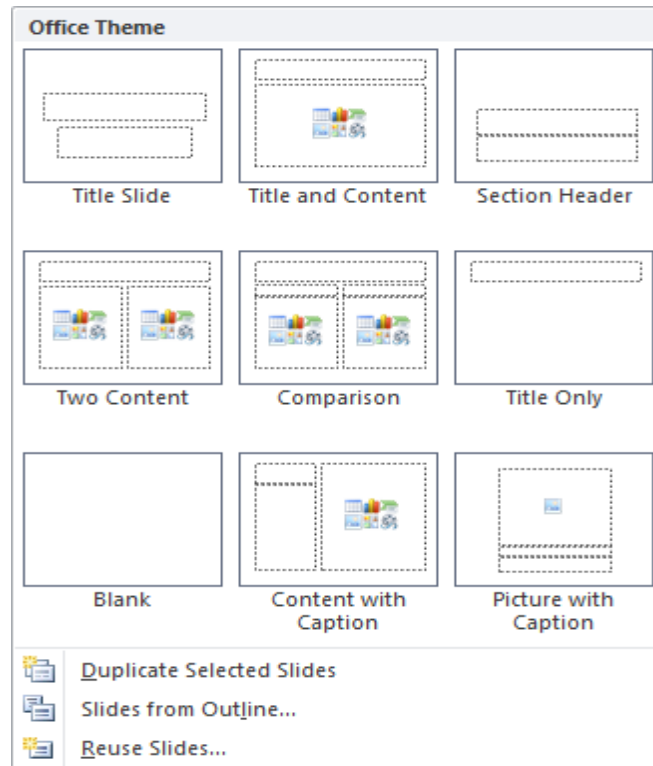 Office Theme
Title Slide
Title and Content
Section Header
Two Content
Comparison
Title Only
Blank
Content with
Caption
Picture with
Caption
Duplicate Selected Slides
Slides from Outline...
Reuse Slides...